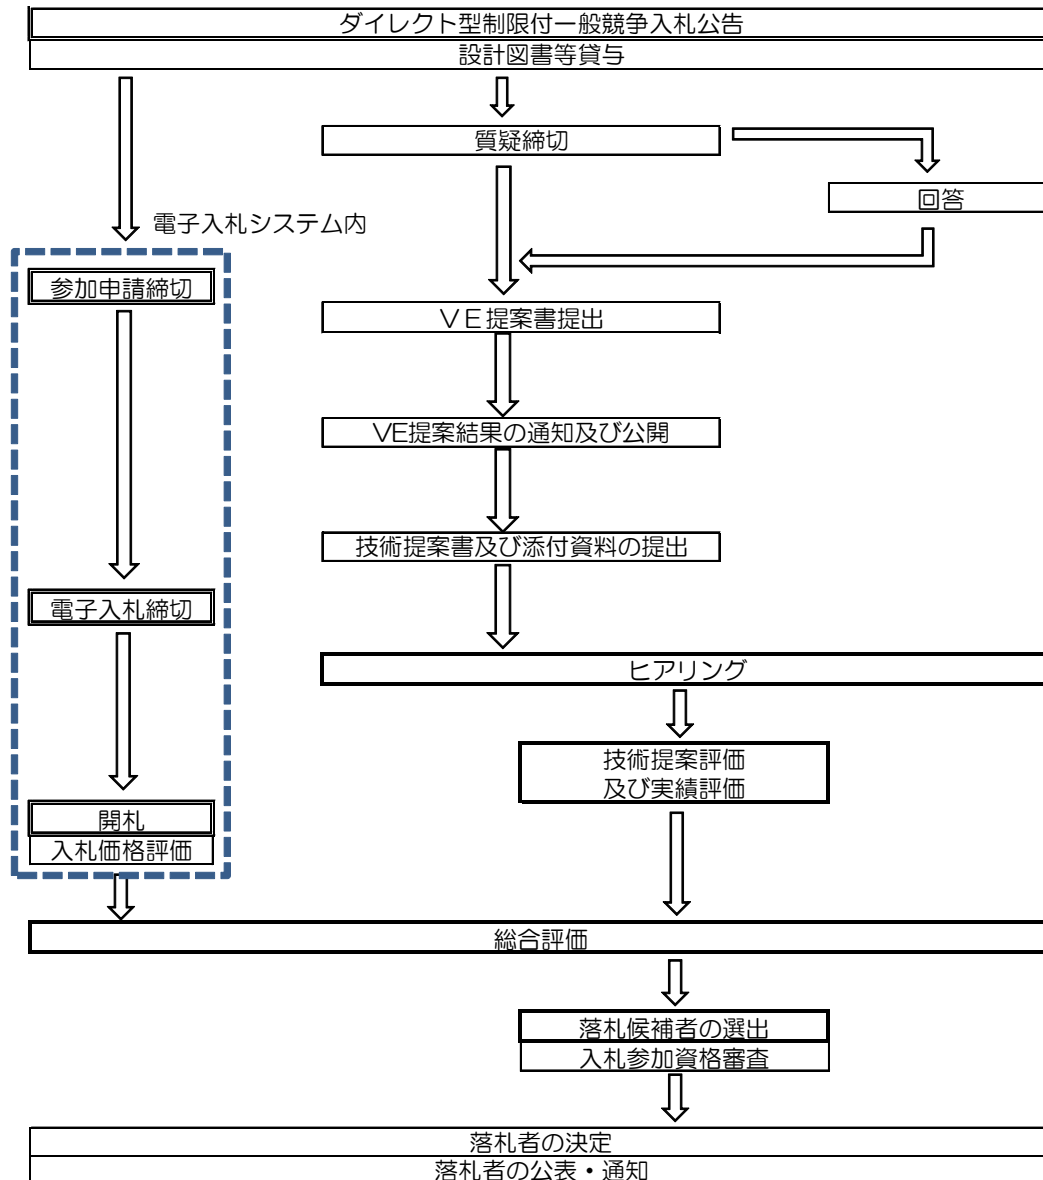 ダイレクト型制限付一般競争入札公告
設計図書等貸与
質疑締切
回答
電子入札システム内
参加申請締切
ＶＥ提案書提出
VE提案結果の通知及び公開
技術提案書及び添付資料の提出
電子入札締切
ヒアリング
技術提案評価
及び実績評価
開札
入札価格評価
総合評価
落札候補者の選出
入札参加資格審査
落札者の決定
落札者の公表・通知